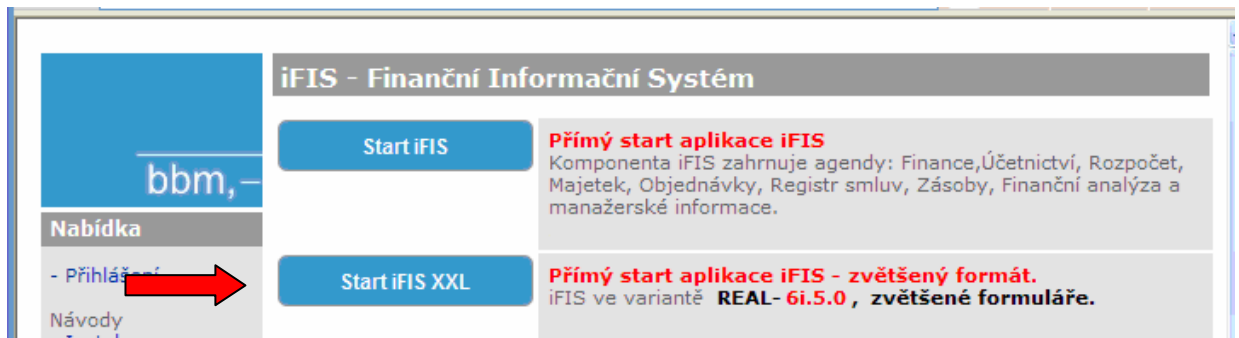 iFIS - Finanční Informační Systém
bbm,–
Start iFIS
Přímý start aplikace iFIS
Komponenta iFIS zahrnuje agendy: Finance,Účetnictví, Rozpočet,
Majetek, Objednávky, Registr smluv, Zásoby, Finanční analýza a
manažerské informace.
Nabídka
- Přihlášení
Start iFIS XXL
Přímý start aplikace iFIS - zvětšený formát.
iFIS ve variantě REAL- 6i.5.0 , zvětšené formuláře.
Návody